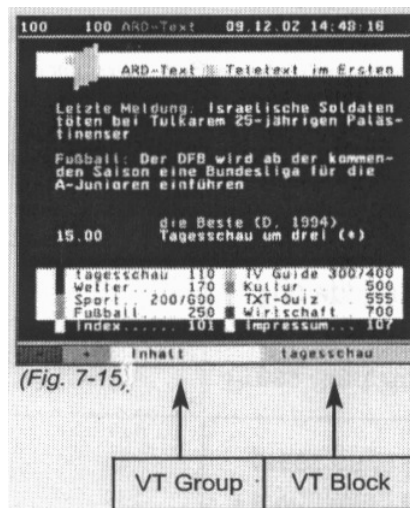 100 100 ARD-Text 09.12.02 14:48:16
ARD-Text Teletext im Ersten
Letzte Meldung: Israelische Soldaten
töten bei Tulkarem 25-jährigen Paläs-
tinenser
Fußball: Der DFB wird ab der kommen-
den Saison eine Bundesliga für die
A-Junioren einführen
die Beste (D, 1994)
15.00 Tagesschau um drei (*)
tagesschau 110 TV Guide 300/400
Wetter... 170 Kultur... 500
Sport.. 200/600 TXT-Quiz... 555
Fußball... 250 Wirtschaft.. 700
Index...... 101 Impressum... 107
- + Inhalt tagesschau
(Fig. 7-15,
VT Group VT Block